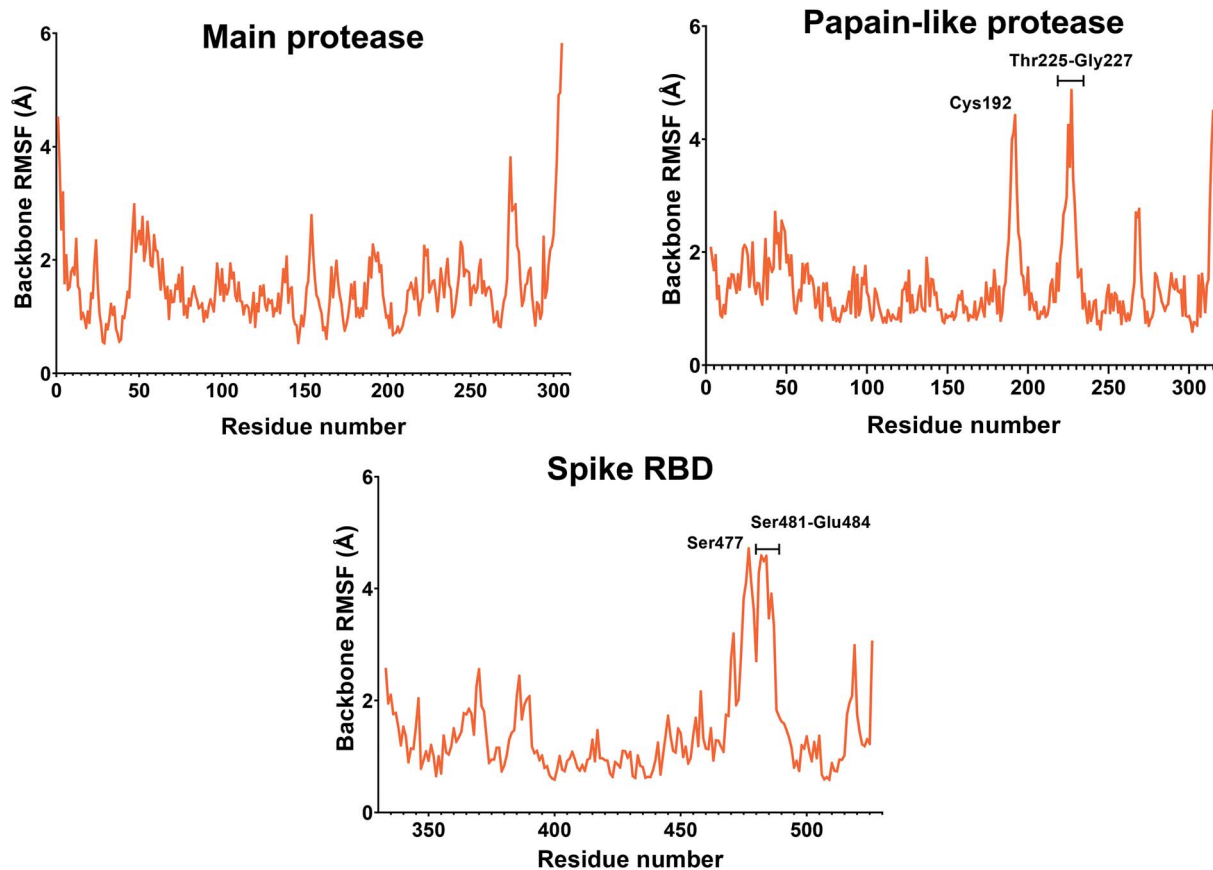 Main protease
Backbone RMSF (Å)
6
4
2
0
0 50 100 150 200 250 300
Residue number
Papain-like protease
Thr225-Gly227
Cys192
Backbone RMSF (Å)
6
4
2
0
0 50 100 150 200 250 300
Residue number
Spike RBD
Ser481-Glu484
Ser477
Backbone RMSF (Å)
6
4
2
0
350 400 450 500
Residue number